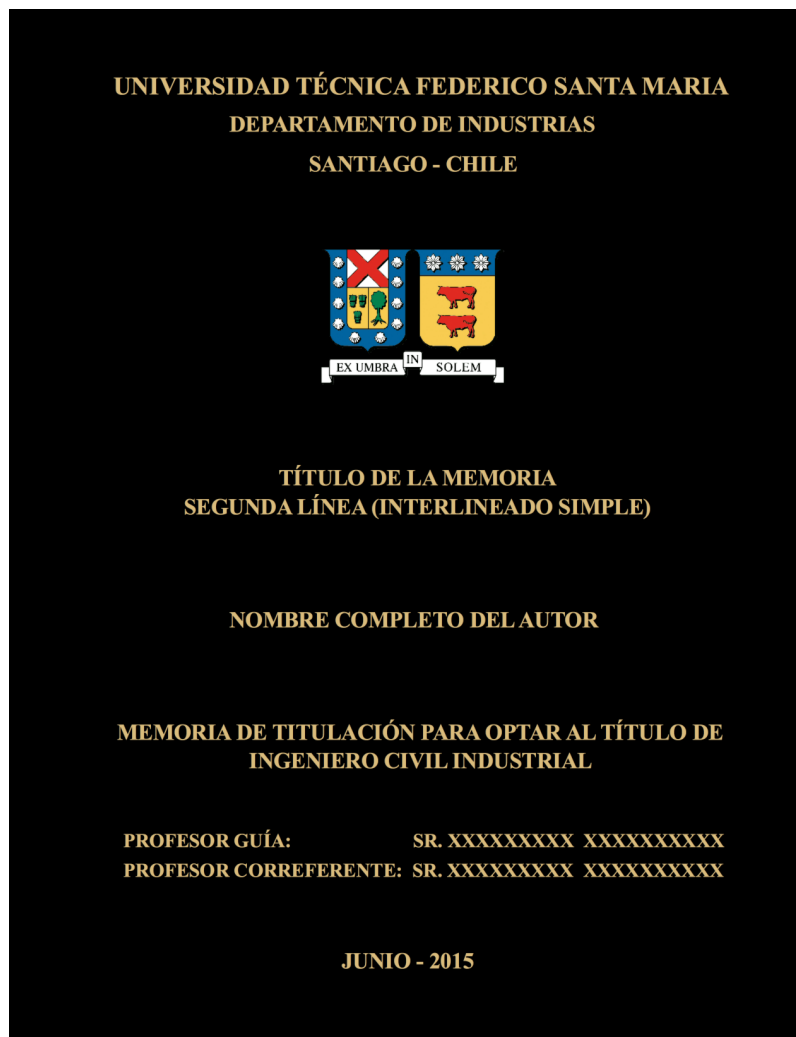 UNIVERSIDAD TÉCNICA FEDERICO SANTA MARIA
DEPARTAMENTO DE INDUSTRIAS
SANTIAGO - CHILE
EX UMBRA IN SOLEM
TÍTULO DE LA MEMORIA
SEGUNDA LÍNEA (INTERLINEADO SIMPLE)
NOMBRE COMPLETO DEL AUTOR
MEMORIA DE TITULACIÓN PARA OPTAR AL TÍTULO DE
INGENIERO CIVIL INDUSTRIAL
PROFESOR GUÍA: SR. XXXXXXXXX XXXXXXXXXX
PROFESOR CORREFERENTE: SR. XXXXXXXXX XXXXXXXXXX
JUNIO - 2015